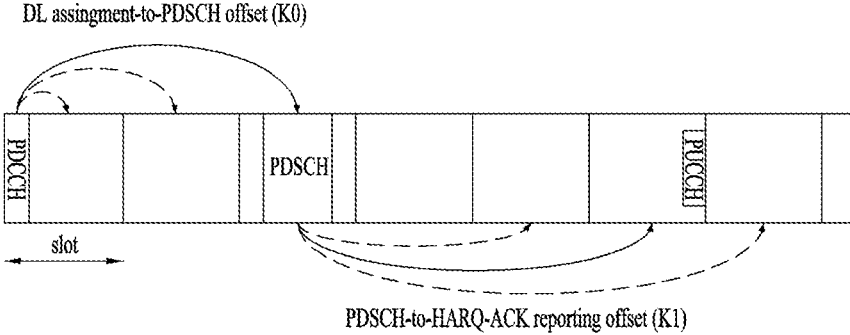 DL assingment-to-PDSCH offset (K0)
PDCCH
PDSCH
PUCCH
slot
PDSCH-to-HARQ-ACK reporting offset (K1)